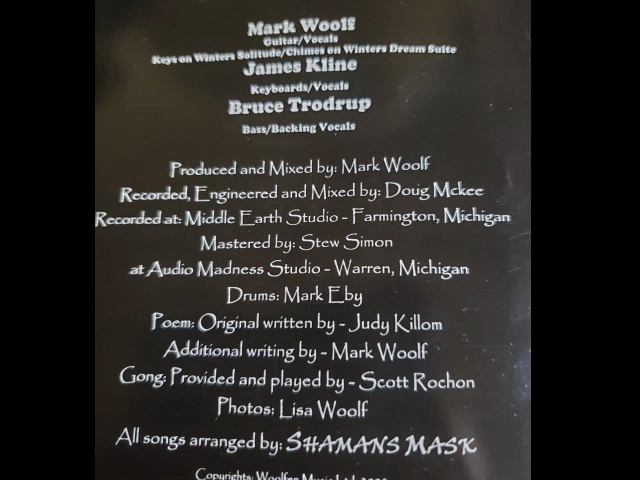 Mark Woolf
Guitar/Vocals
Keys on Winters Solitude/Chimes on Winters Dream Suite
James Kline
Keyboards/Vocals
Bruce Trodrup
Bass/Backing Vocals
Produced and Mixed by: Mark Woolf
Recorded, Engineered and Mixed by: Doug Mckee
Recorded at: Middle Earth Studio - Farmington, Michigan
Mastered by: Stew Simon
at Audio Madness Studio - Warren, Michigan
Drums: Mark Eby
Poem: Original written by - Judy Killom
Additional writing by - Mark Woolf
Gong: Provided and played by - Scott Rochon
Photos: Lisa Woolf
All songs arranged by: SHAMANS MASK
Copyrights: